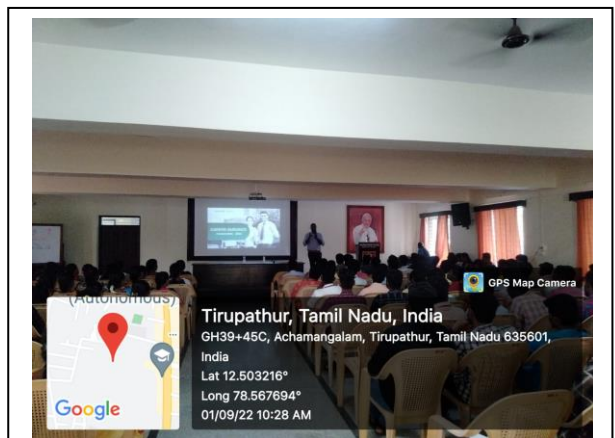 GPS Map Camera
(Autonomous)
Google
Tirupathur, Tamil Nadu, India
GH39+45C, Achamangalam, Tirupathur, Tamil Nadu 635601,
India
Lat 12.503216°
Long 78.567694°
01/09/22 10:28 AM